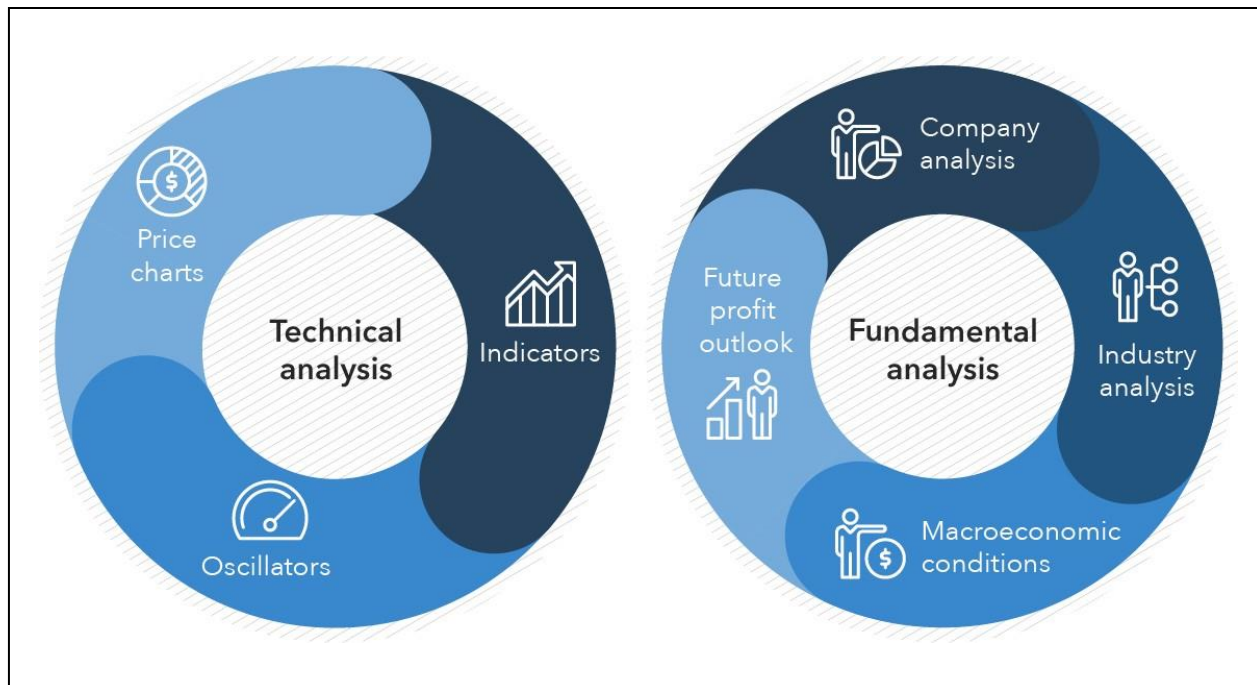 Technical
analysis
Price
charts
$
Indicators
Oscillators
Fundamental
analysis
Company
analysis
Industry
analysis
Macroeconomic
conditions
$
Future
profit
outlook